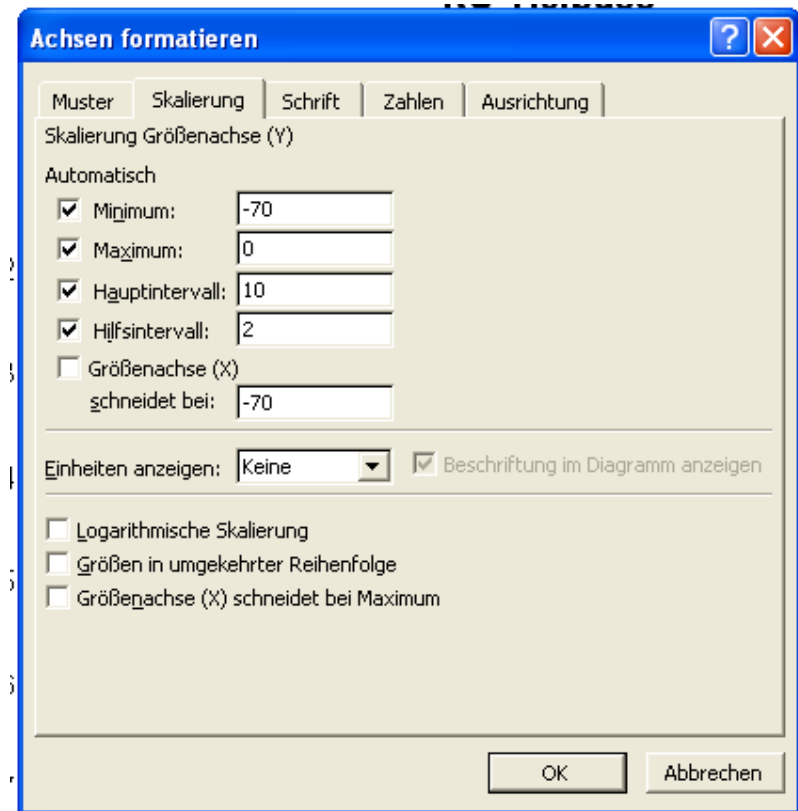 Achsen formatieren
Muster Skalierung Schrift Zahlen Ausrichtung
Skalierung Größenachse (Y)
Automatisch
Minimum: -70
Maximum: 0
Hauptintervall: 10
Hilfsintervall: 2
Größenachse (X)
schneidet bei: -70
Einheiten anzeigen: Keine Beschriftung im Diagramm anzeigen
Logarithmische Skalierung
Größen in umgekehrter Reihenfolge
Größenachse (X) schneidet bei Maximum
OK Abbrechen